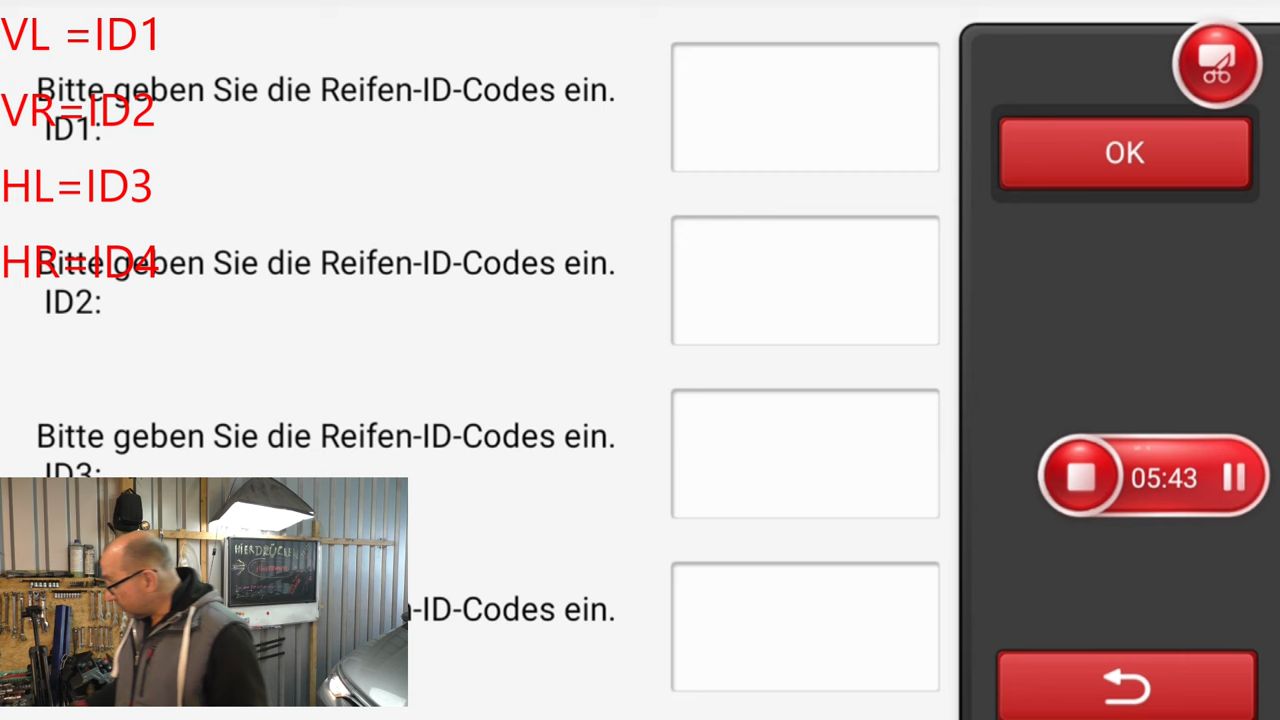 VL =ID1
Bitte geben Sie die Reifen-ID-Codes ein.
VR=ID2
ID1:
HL=ID3
HR=ID4
Bitte geben Sie die Reifen-ID-Codes ein.
ID2:
Bitte geben Sie die Reifen-ID-Codes ein.
ID3:
-ID-Codes ein.
OK
05:43
HIERDRÜCKE